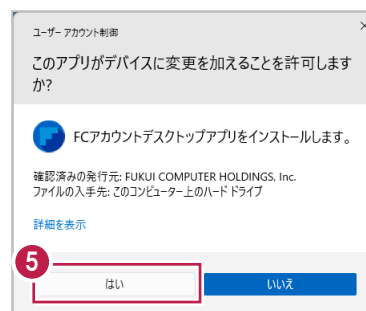 ユーザー アカウント制御
このアプリがデバイスに変更を加えることを許可します
か?
FCアカウントデスクトップアプリをインストールします。
確認済みの発行元: FUKUI COMPUTER HOLDINGS, Inc.
ファイルの入手先: このコンピューター上のハード ドライブ
詳細を表示
5
はい いいえ